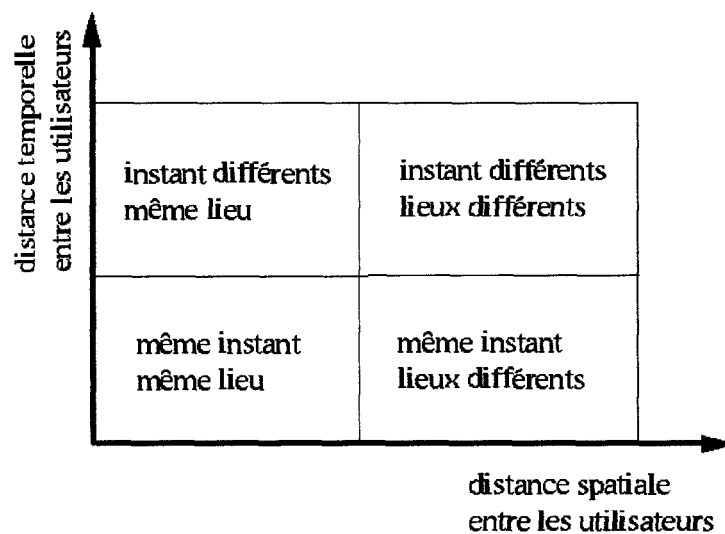 distance temporelle
entre les utilisateurs
instant différents
même lieu
instant différents
lieux différents
même instant
même lieu
même instant
lieux différents
distance spatiale
entre les utilisateurs